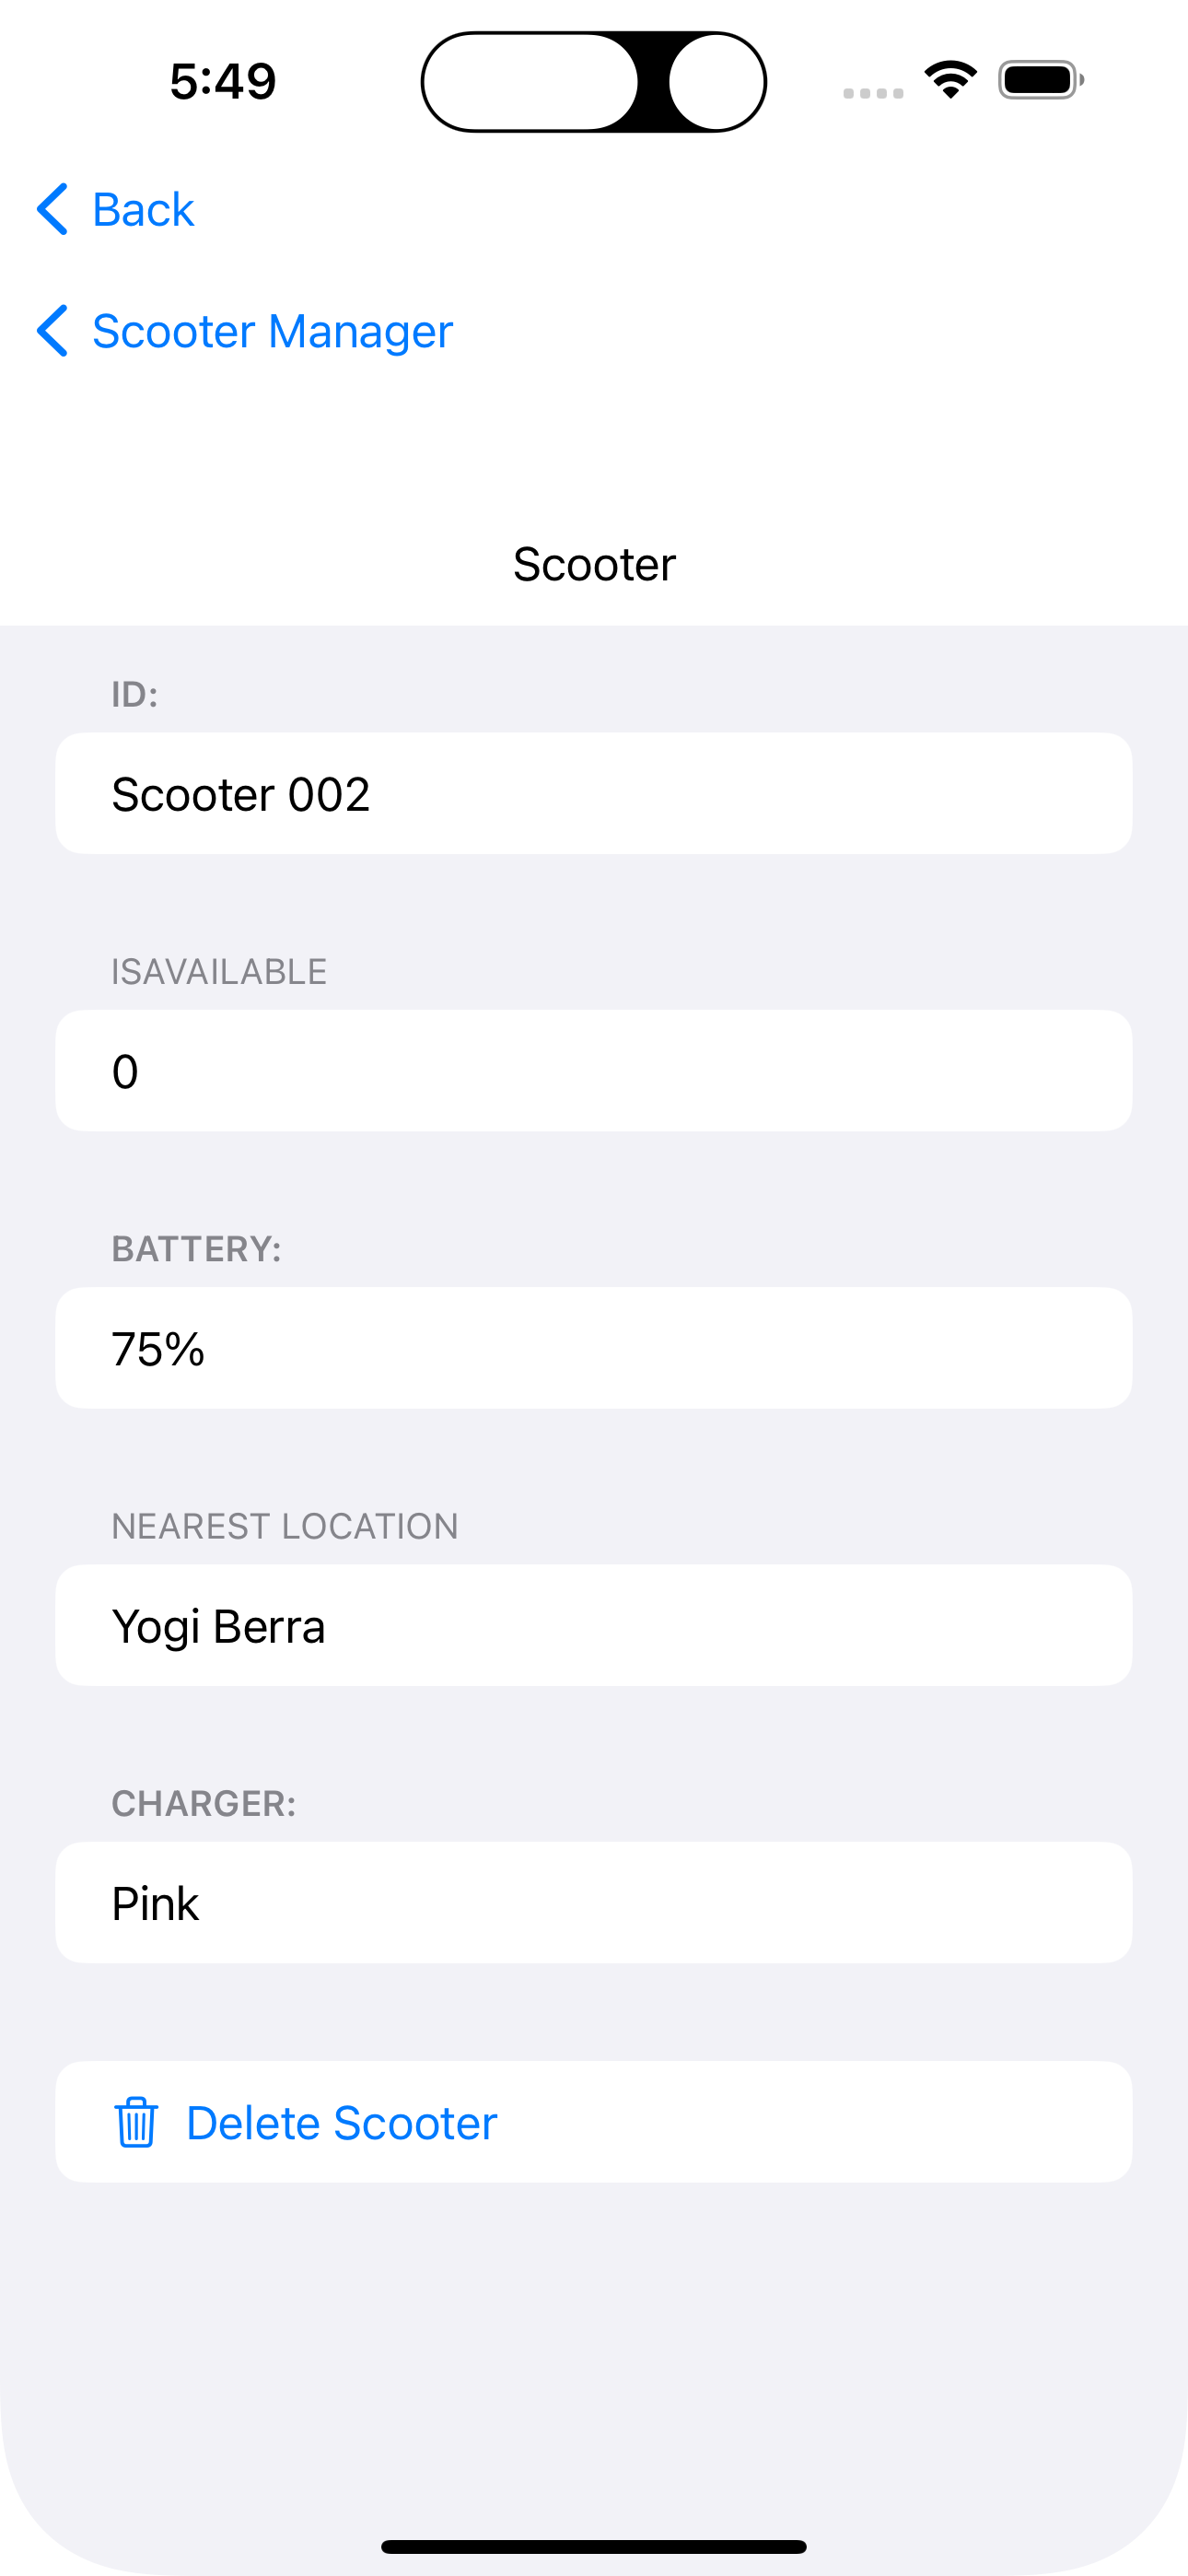 5:49
Back
Scooter Manager
Scooter
ID:
Scooter 002
ISAVAILABLE
0
BATTERY:
75%
NEAREST LOCATION
Yogi Berra
CHARGER:
Pink
Delete Scooter